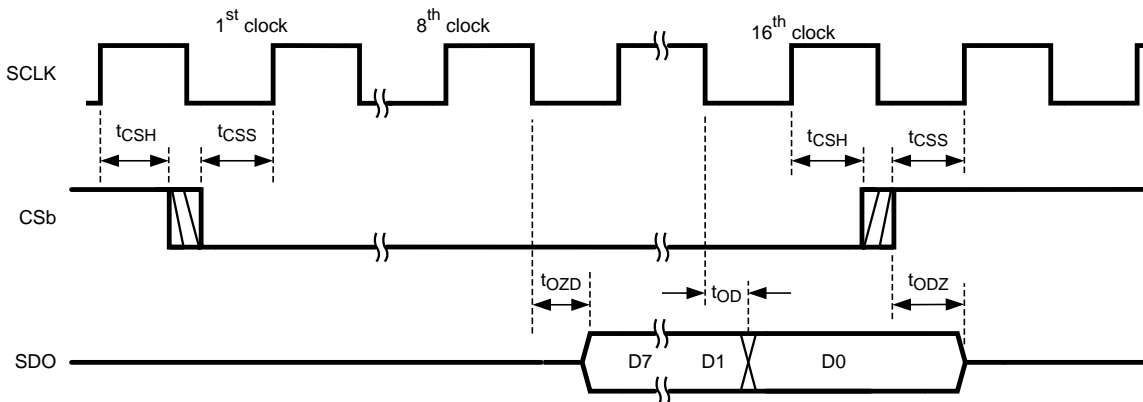 1st clock
8th clock
16th clock
SCLK
tCSH
tCSS
tCSH
tCSS
CSb
tOZD
tOD
tODZ
SDO
D7
D1
D0